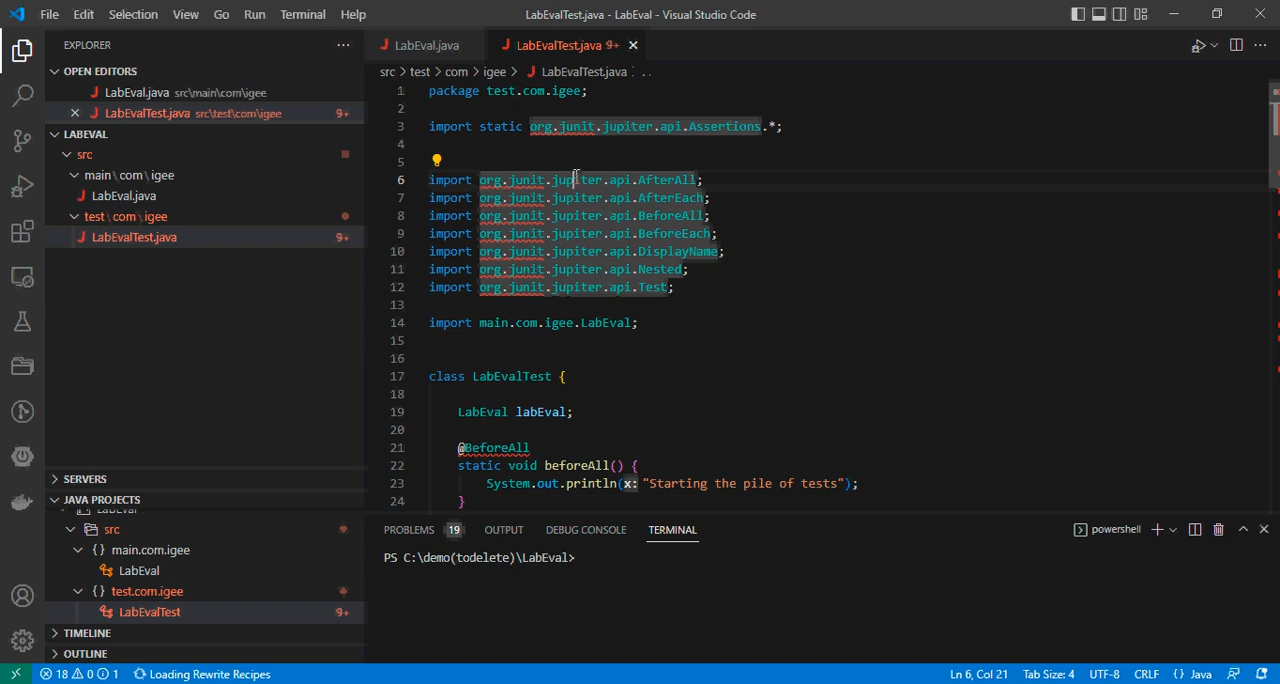 File Edit Selection View Go Run Terminal Help
LabEvalTest.java - LabEval - Visual Studio Code
EXPLORER
OPEN EDITORS
LabEval.java src\main\com\igee
LabEvalTest.java src\test\com\igee 9+
LABEVAL
src
main\com\igee
LabEval.java
test\com\igee
LabEvalTest.java 9+
SERVERS
JAVA PROJECTS
LabEval
src
main.com.igee
LabEval
test.com.igee
LabEvalTest 9+
TIMELINE
OUTLINE
LabEval.java
LabEvalTest.java 9+
src > test > com > igee > LabEvalTest.java
1 package test.com.igee;
2
3 import static org.junit.jupiter.api.Assertions.*;
4
5
6 import org.junit.jupiter.api.AfterAll;
7 import org.junit.jupiter.api.AfterEach;
8 import org.junit.jupiter.api.BeforeAll;
9 import org.junit.jupiter.api.BeforeEach;
10 import org.junit.jupiter.api.DisplayName;
11 import org.junit.jupiter.api.Nested;
12 import org.junit.jupiter.api.Test;
13
14 import main.com.igee.LabEval;
15
16
17 class LabEvalTest {
18
19 LabEval labEval;
20
21 @BeforeAll
22 static void beforeAll() {
23 System.out.println(x: "Starting the pile of tests");
24 }
PROBLEMS 19 OUTPUT DEBUG CONSOLE TERMINAL
powershell
PS C:\demo(todelete)\LabEval>
18 0 1 Loading Rewrite Recipes
Ln 6, Col 21 Tab Size: 4 UTF-8 CRLF {} Java